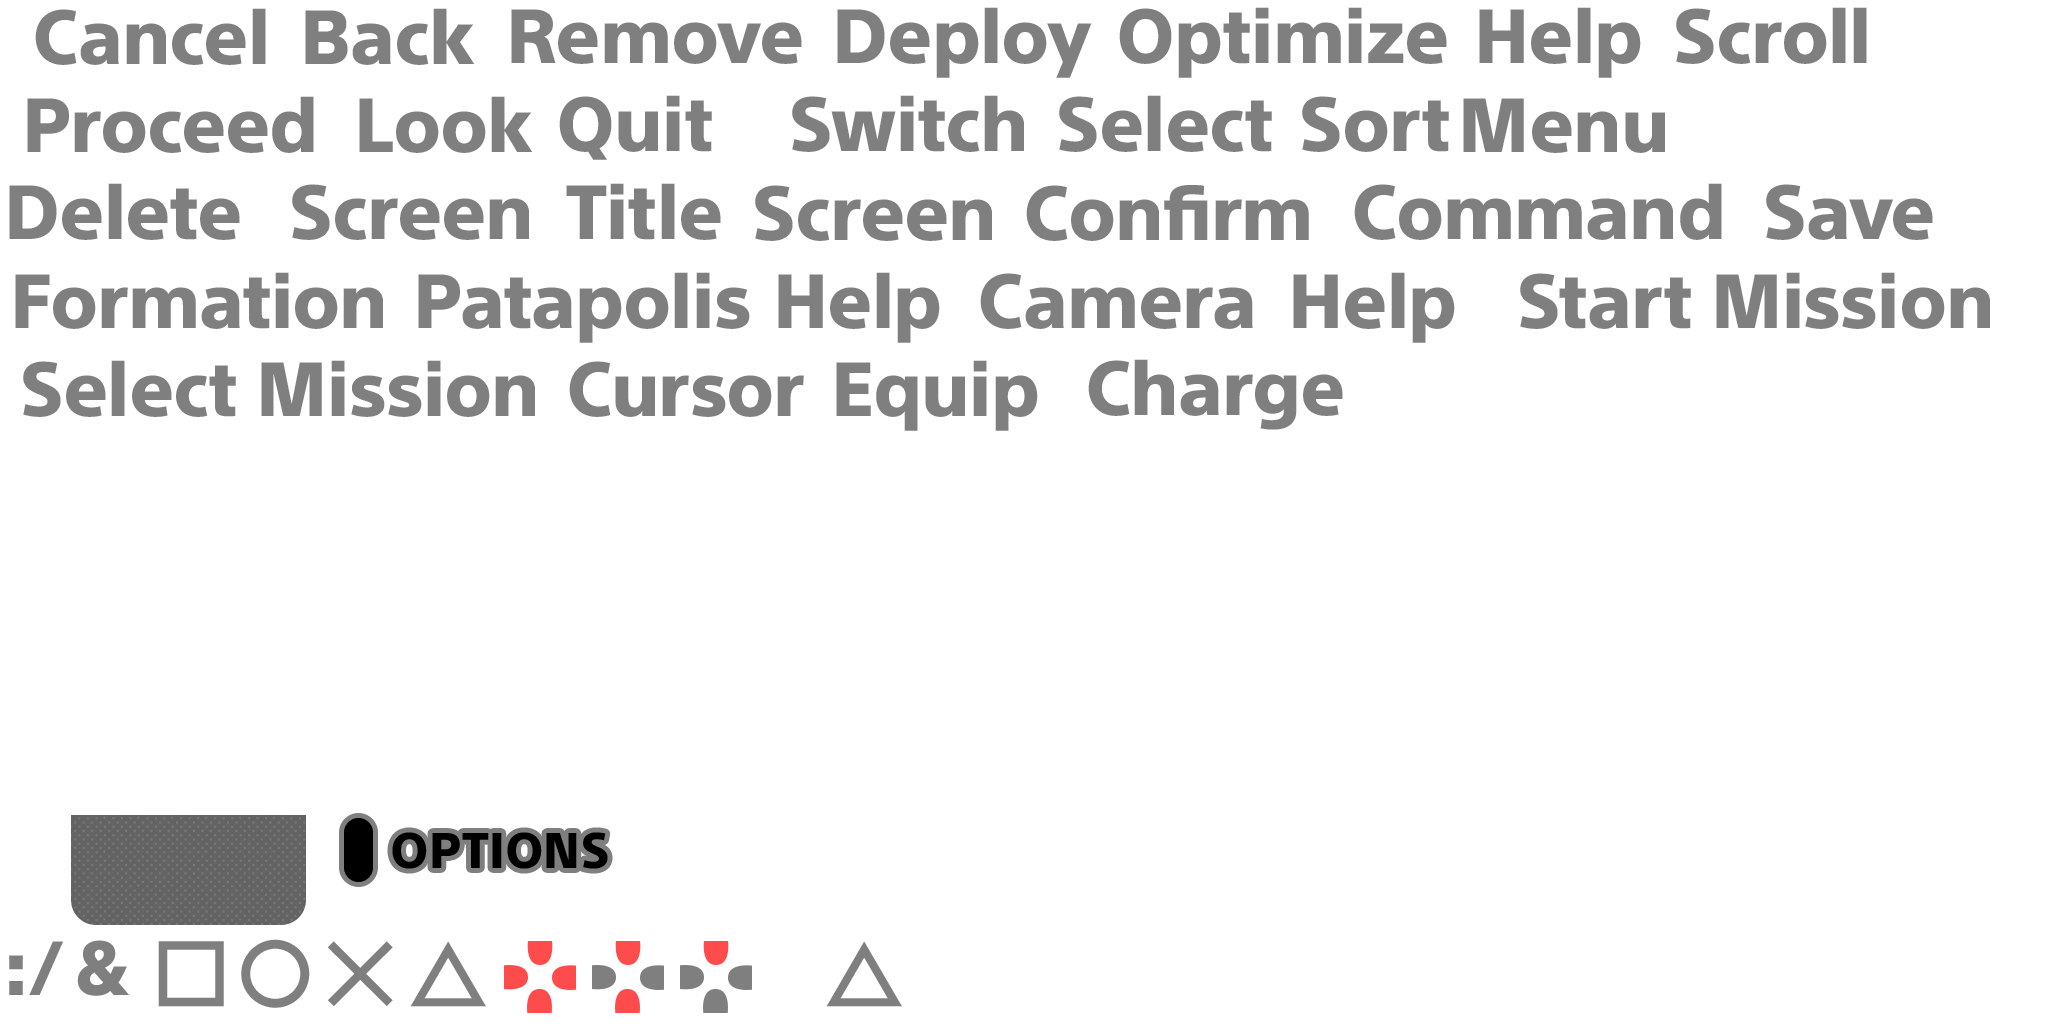 Cancel Back Remove Deploy Optimize Help Scroll
Proceed Look Quit Switch Select Sort Menu
Delete Screen Title Screen Confirm Command Save
Formation Patapolis Help Camera Help Start Mission
Select Mission Cursor Equip Charge
OPTIONS
:/ &